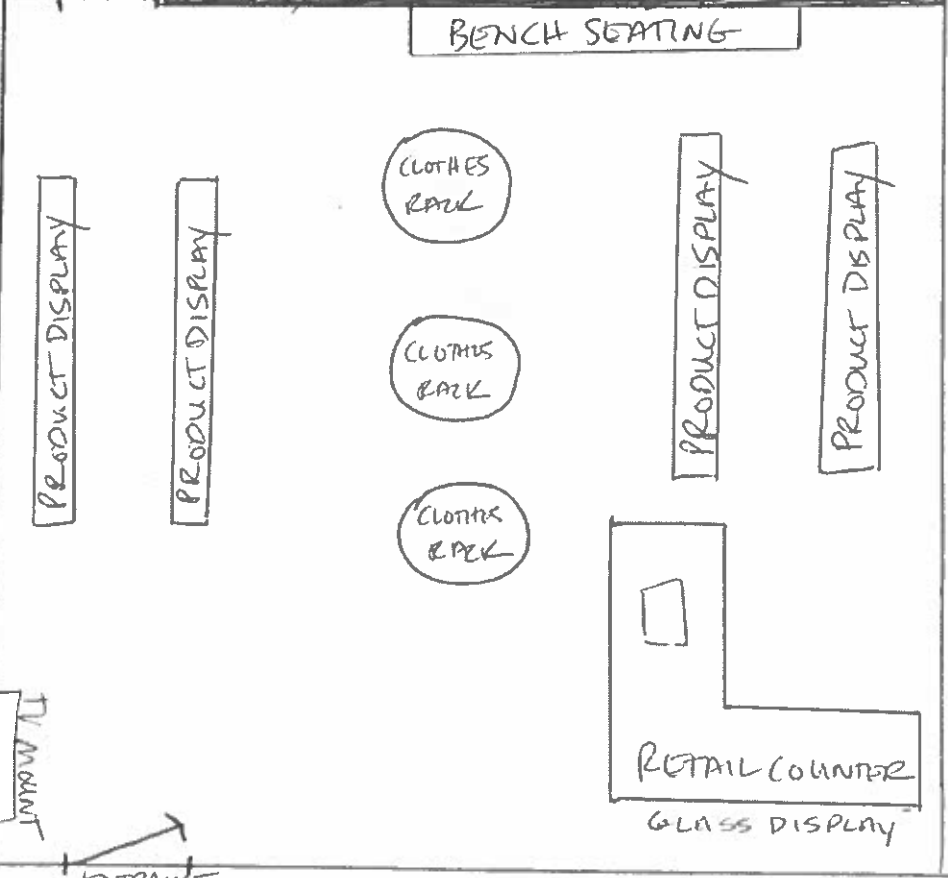 BENCH SEATING
CLOTHES
RACK
PRODUCT DISPLAY
PRODUCT DISPLAY
PRODUCT DISPLAY
PRODUCT DISPLAY
CLOTHES
RACK
CLOTHES
RACK
TV MOUNT
RETAIL COUNTER
GLASS DISPLAY
ENTRANCE